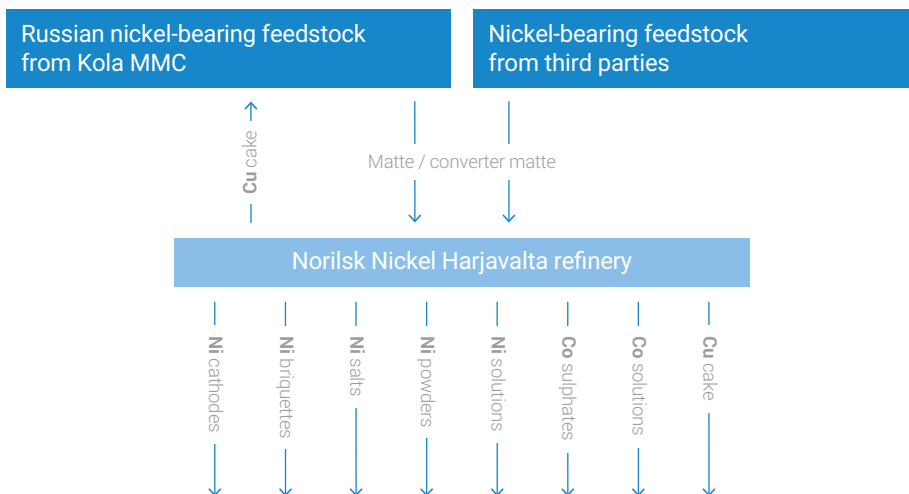 Russian nickel-bearing feedstock
from Kola MMC
Nickel-bearing feedstock
from third parties
Cu cake
Matte / converter matte
Norilsk Nickel Harjavalta refinery
Ni cathodes
Ni briquettes
Ni salts
Ni powders
Ni solutions
Co sulphates
Co solutions
Cu cake